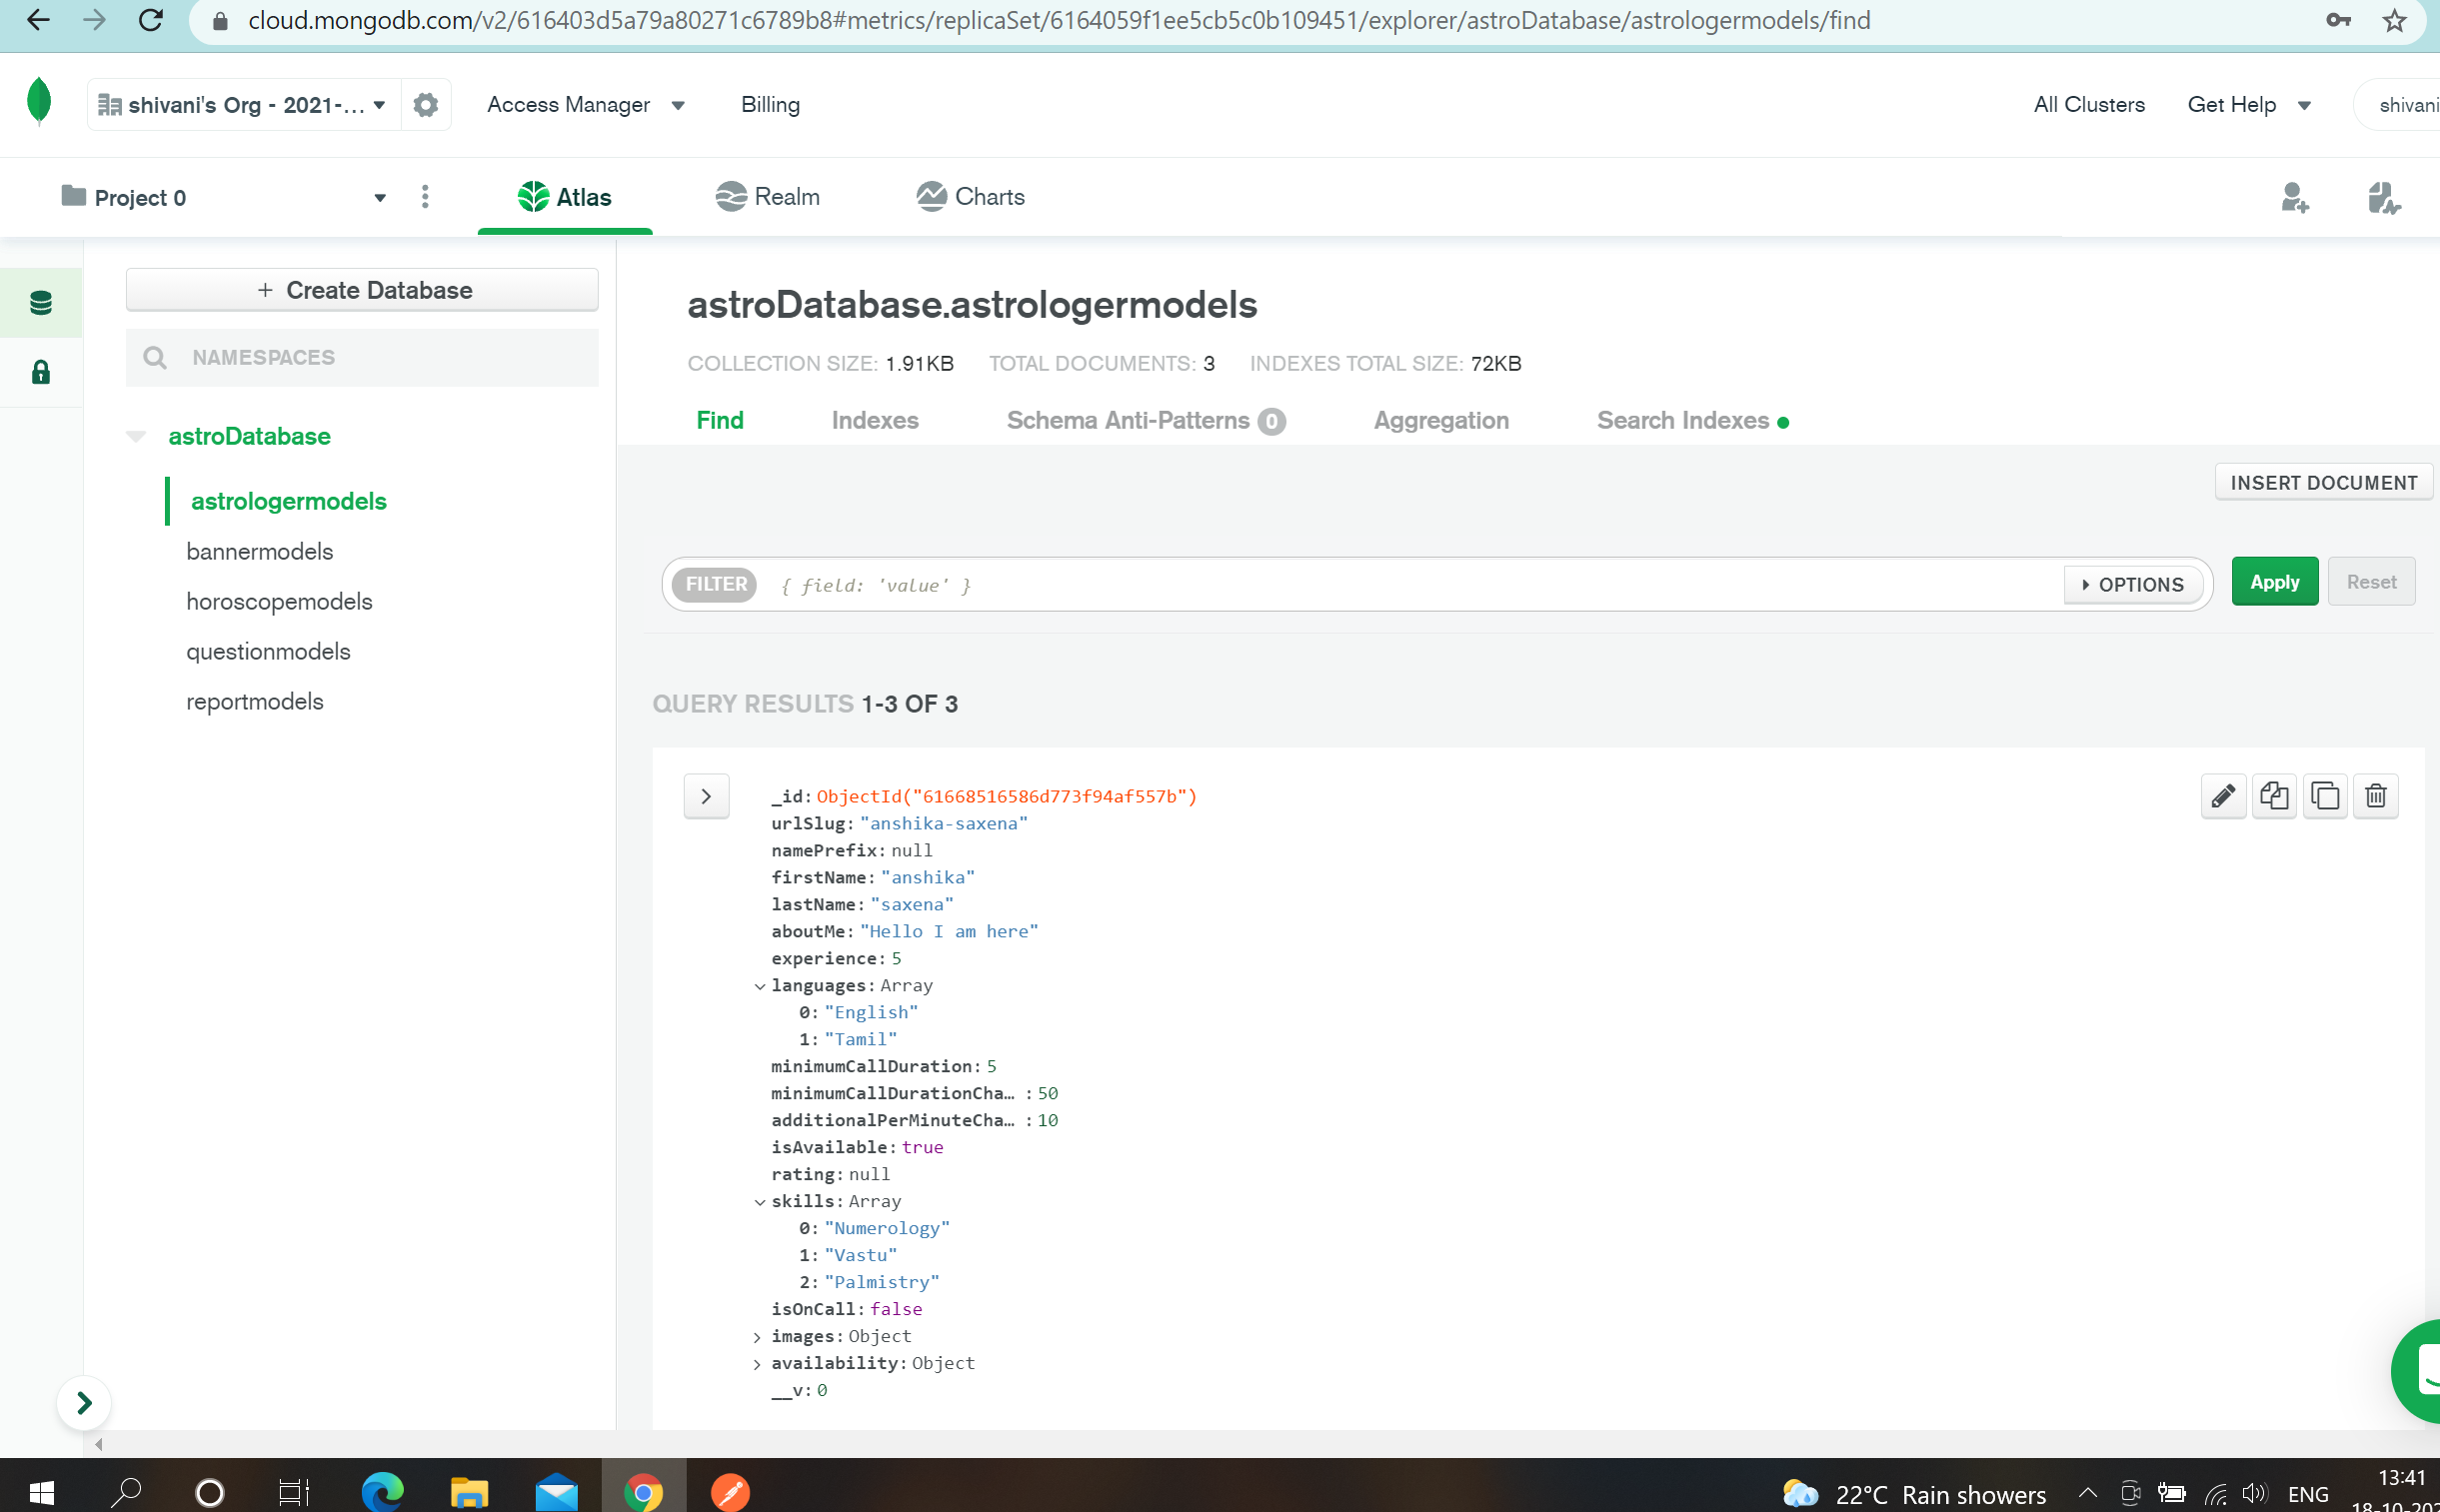 cloud.mongodb.com/v2/616403d5a79a80271c6789b8#metrics/replicaSet/6164059f1ee5cb5c0b109451/explorer/astroDatabase/astrologermodels/find
shivani's Org - 2021-... Access Manager Billing All Clusters Get Help shivani
Project 0 Atlas Realm Charts
+ Create Database
NAMESPACES
astroDatabase
astrologermodels
bannermodels
horoscopemodels
questionmodels
reportmodels
astroDatabase.astrologermodels
COLLECTION SIZE: 1.91KB TOTAL DOCUMENTS: 3 INDEXES TOTAL SIZE: 72KB
Find Indexes Schema Anti-Patterns 0 Aggregation Search Indexes
INSERT DOCUMENT
FILTER { field: 'value' } OPTIONS Apply Reset
QUERY RESULTS 1-3 OF 3
_id: ObjectId("61668516586d773f94af557b")
urlSlug: "anshika-saxena"
namePrefix: null
firstName: "anshika"
lastName: "saxena"
aboutMe: "Hello I am here"
experience: 5
languages: Array
0: "English"
1: "Tamil"
minimumCallDuration: 5
minimumCallDurationCha… : 50
additionalPerMinuteCha… : 10
isAvailable: true
rating: null
skills: Array
0: "Numerology"
1: "Vastu"
2: "Palmistry"
isOnCall: false
images: Object
availability: Object
__v: 0
22°C Rain showers ENG 13:41
18-10-202